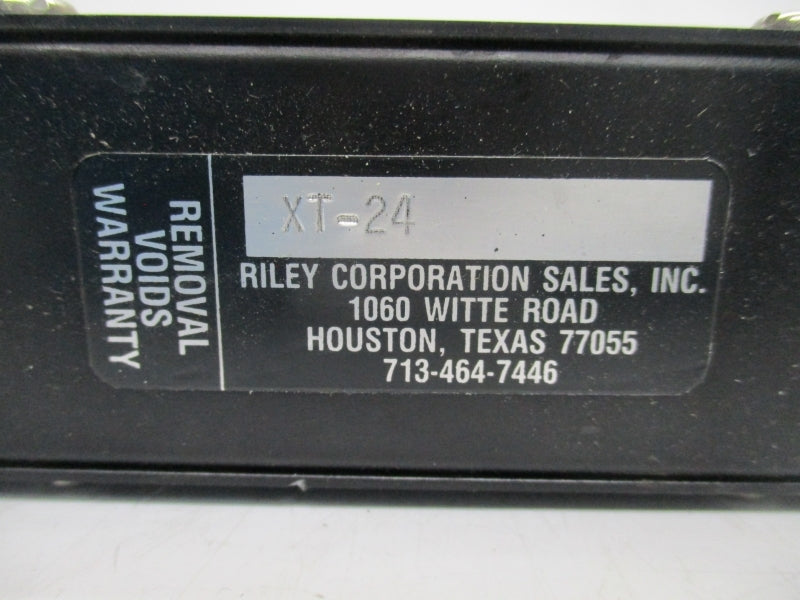 REMOVAL
VOIDS
WARRANTY
XT-24
RILEY CORPORATION SALES, INC.
1060 WITTE ROAD
HOUSTON, TEXAS 77055
713-464-7446